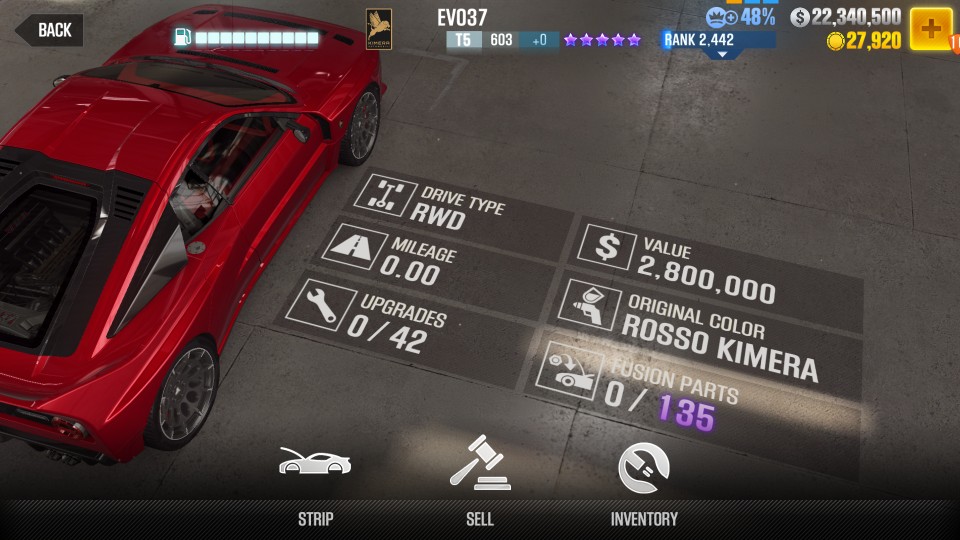 BACK
KIMERA
EVO37
T5 603 +0
48%
RANK 2,442
$ 22,340,500
27,920
DRIVE TYPE
RWD
MILEAGE
0.00
UPGRADES
0/42
$ VALUE
2,800,000
ORIGINAL COLOR
ROSSO KIMERA
FUSION PARTS
0/135
STRIP
SELL
INVENTORY